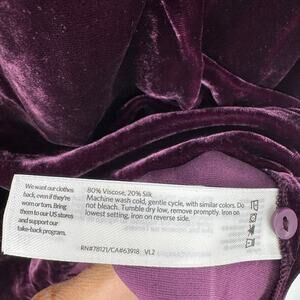 We want our clothes
back, even if they're
worn or torn. Bring
them to our US stores
and support our
take-back program.
80% Viscose, 20% Silk
Machine wash cold, gentle cycle, with similar colors. Do
not bleach. Tumble dry low, remove promptly. Iron on
lowest setting, iron on reverse side.
RN#78121/CA#63918 VL2